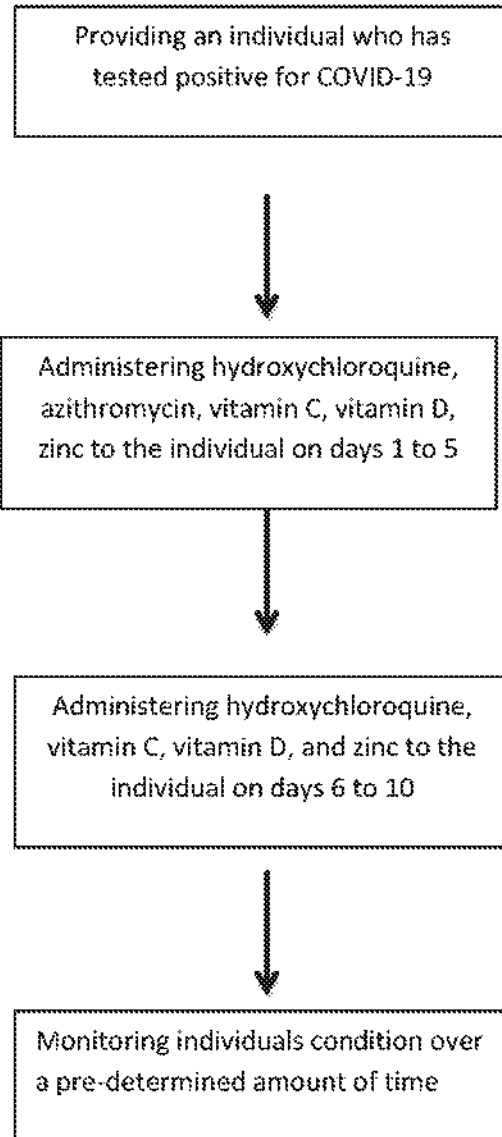 Providing an individual who has
tested positive for COVID-19
Administering hydroxychloroquine,
azithromycin, vitamin C, vitamin D,
zinc to the individual on days 1 to 5
Administering hydroxychloroquine,
vitamin C, vitamin D, and zinc to the
individual on days 6 to 10
Monitoring individuals condition over
a pre-determined amount of time